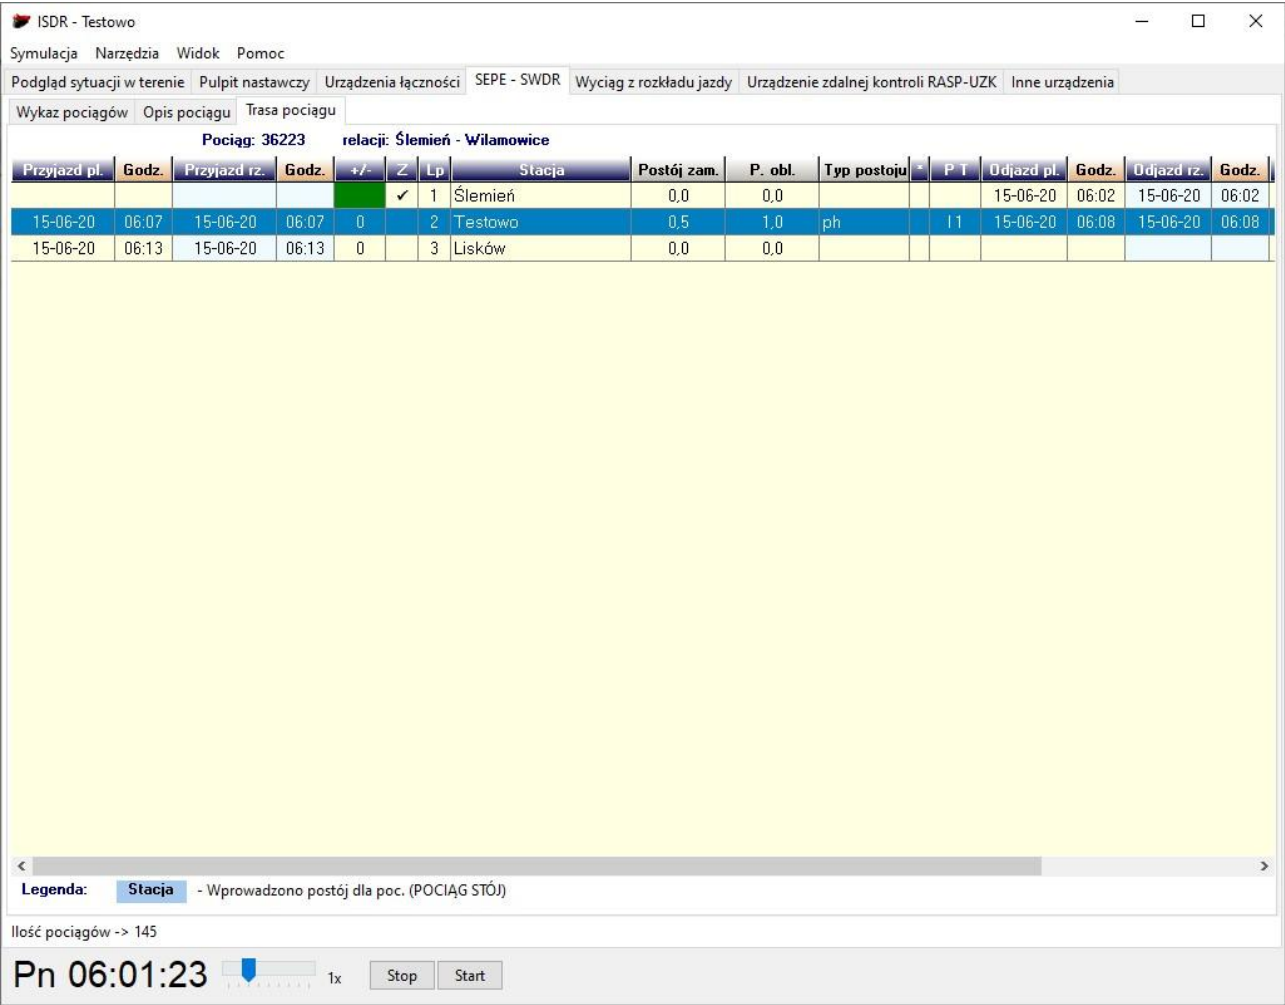 ISDR - Testowo
Symulacja Narzędzia Widok Pomoc
Podgląd sytuacji w terenie Pulpit nastawczy Urządzenia łączności SEPE - SWDR Wyciąg z rozkładu jazdy Urządzenie zdalnej kontroli RASP-UZK Inne urządzenia
Wykaz pociągów Opis pociągu Trasa pociągu
Pociąg: 36223 relacji: Ślemień - Wilamowice
Przyjazd pl. Godz. Przyjazd rz. Godz. +/- Z Lp Stacja Postój zam. P. obl. Typ postoju * P T Odjazd pl. Godz. Odjazd rz. Godz.
✓ 1 Ślemień 0,0 0,0 15-06-20 06:02 15-06-20 06:02
15-06-20 06:07 15-06-20 06:07 0 2 Testowo 0,5 1,0 ph I 1 15-06-20 06:08 15-06-20 06:08
15-06-20 06:13 15-06-20 06:13 0 3 Lisków 0,0 0,0
Legenda: Stacja - Wprowadzono postój dla poc. (POCIĄG STÓJ)
Ilość pociągów -> 145
Pn 06:01:23 1x Stop Start